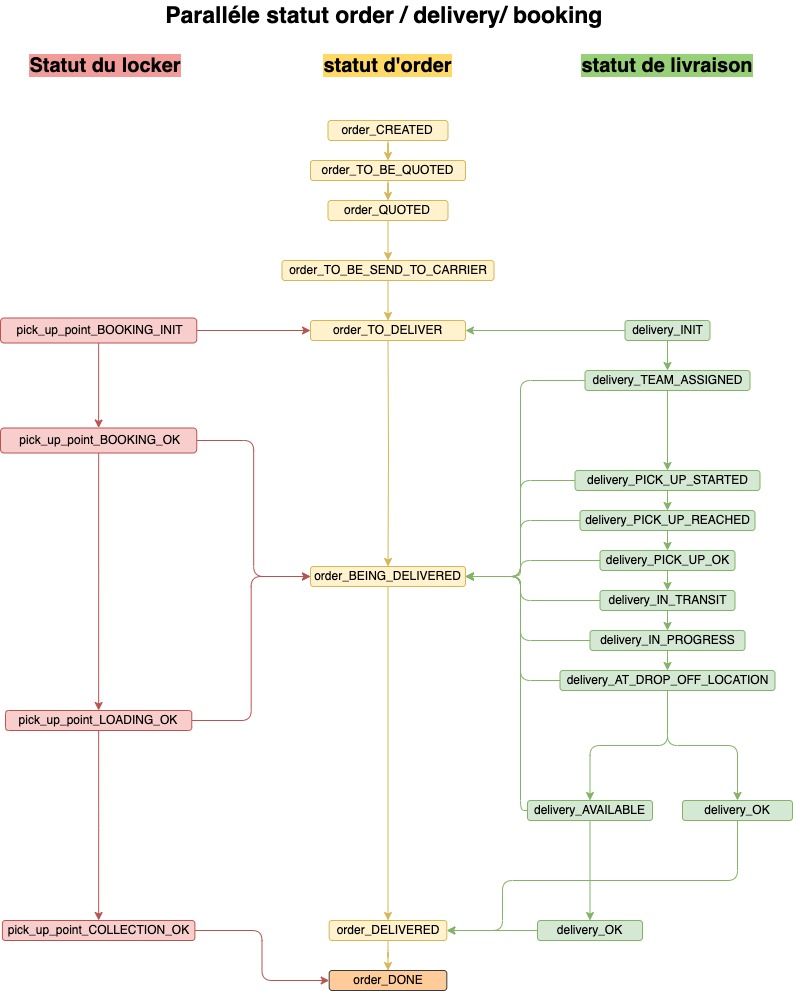 Paralléle statut order / delivery/ booking
Statut du locker
statut d'order
statut de livraison
order_CREATED
order_TO_BE_QUOTED
order_QUOTED
order_TO_BE_SEND_TO_CARRIER
pick_up_point_BOOKING_INIT
order_TO_DELIVER
delivery_INIT
delivery_TEAM_ASSIGNED
pick_up_point_BOOKING_OK
delivery_PICK_UP_STARTED
delivery_PICK_UP_REACHED
delivery_PICK_UP_OK
order_BEING_DELIVERED
delivery_IN_TRANSIT
delivery_IN_PROGRESS
delivery_AT_DROP_OFF_LOCATION
pick_up_point_LOADING_OK
delivery_AVAILABLE
delivery_OK
pick_up_point_COLLECTION_OK
order_DELIVERED
delivery_OK
order_DONE